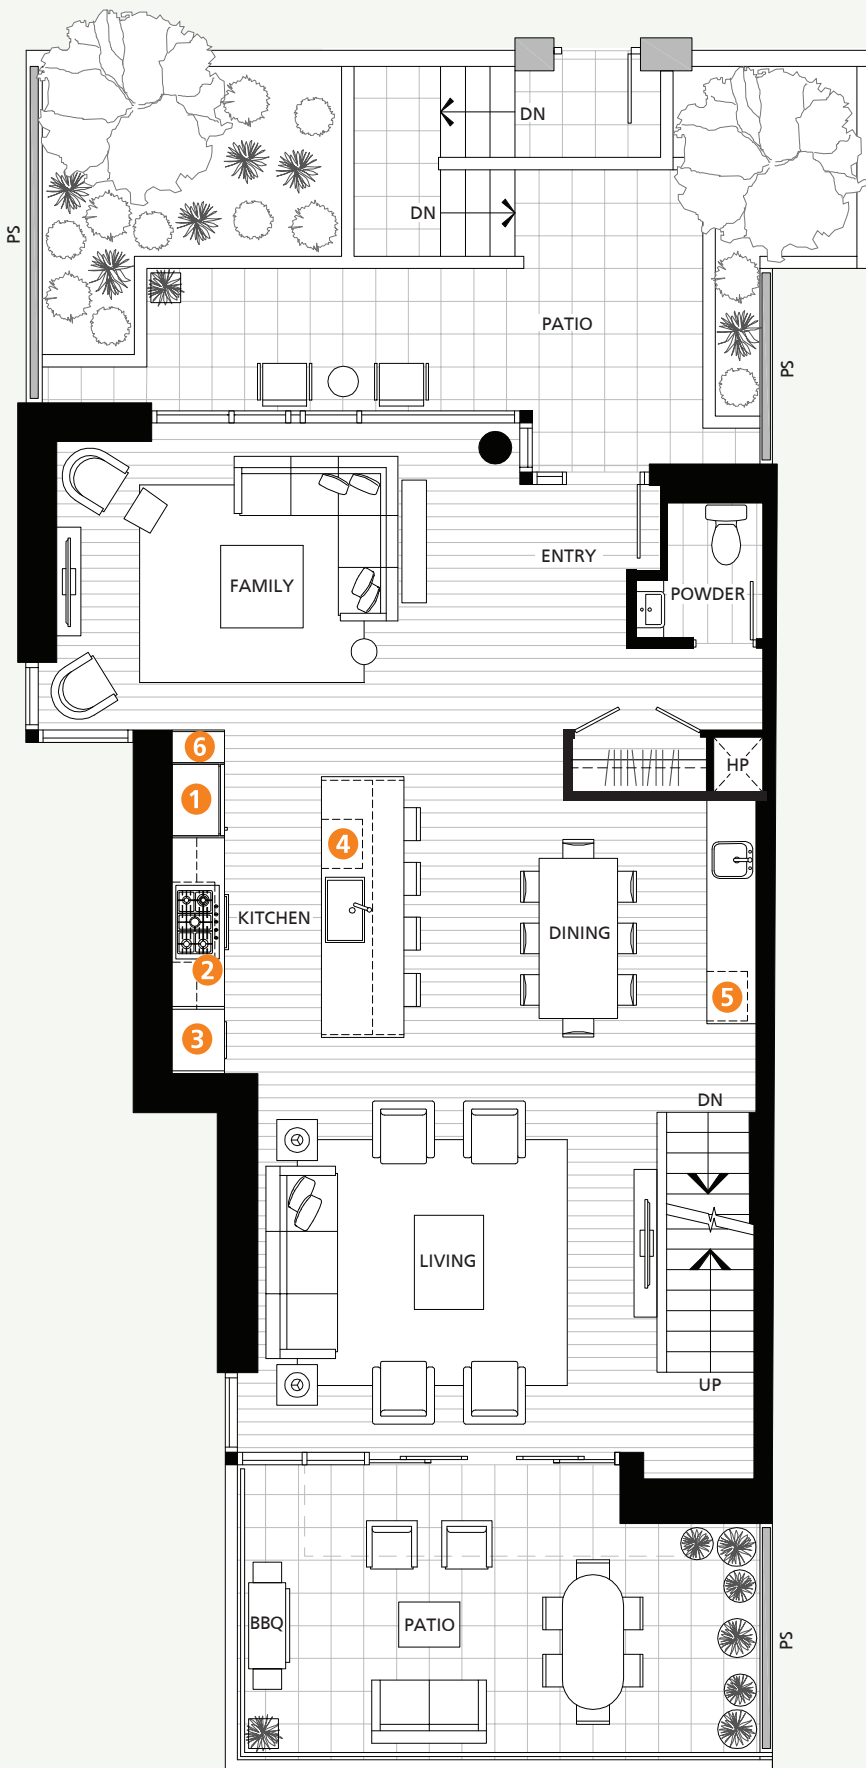 DN
DN
PS
PATIO
PS
ENTRY
FAMILY
POWDER
6
HP
1
4
KITCHEN
DINING
2
5
3
DN
LIVING
UP
BBQ
PATIO
PS